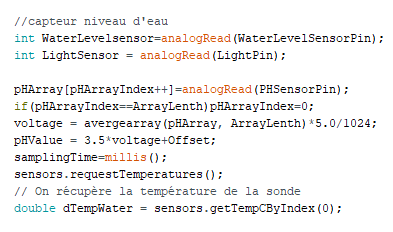 //capteur niveau d'eau
int WaterLevelsensor=analogRead(WaterLevelSensorPin);
int LightSensor = analogRead(LightPin);
pHArray[pHArrayIndex++]=analogRead(PHSensorPin);
if(pHArrayIndex==ArrayLenth)pHArrayIndex=0;
voltage = avergearray(pHArray, ArrayLenth)*5.0/1024;
pHValue = 3.5*voltage+Offset;
samplingTime=millis();
sensors.requestTemperatures();
// On récupère la température de la sonde
double dTempWater = sensors.getTempCByIndex(0);